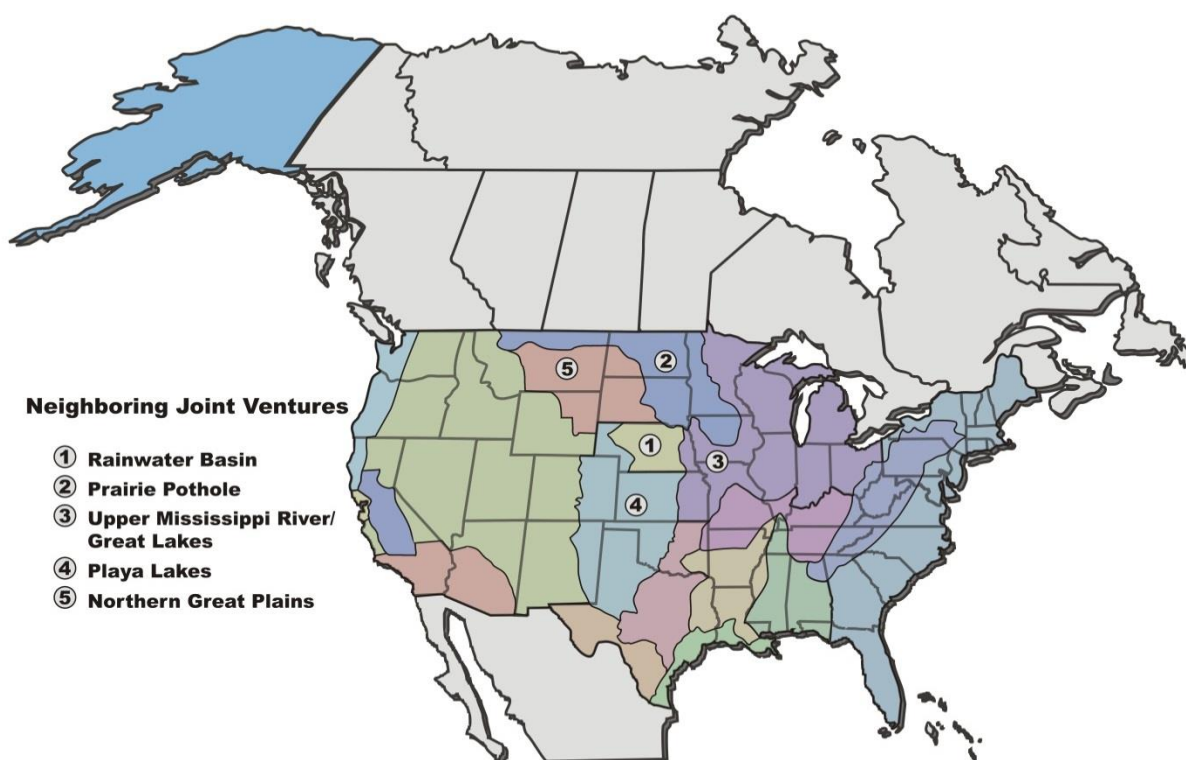 5
2
Neighboring Joint Ventures
1 Rainwater Basin
1
2 Prairie Pothole
3
3 Upper Mississippi River/
Great Lakes
4
4 Playa Lakes
5 Northern Great Plains